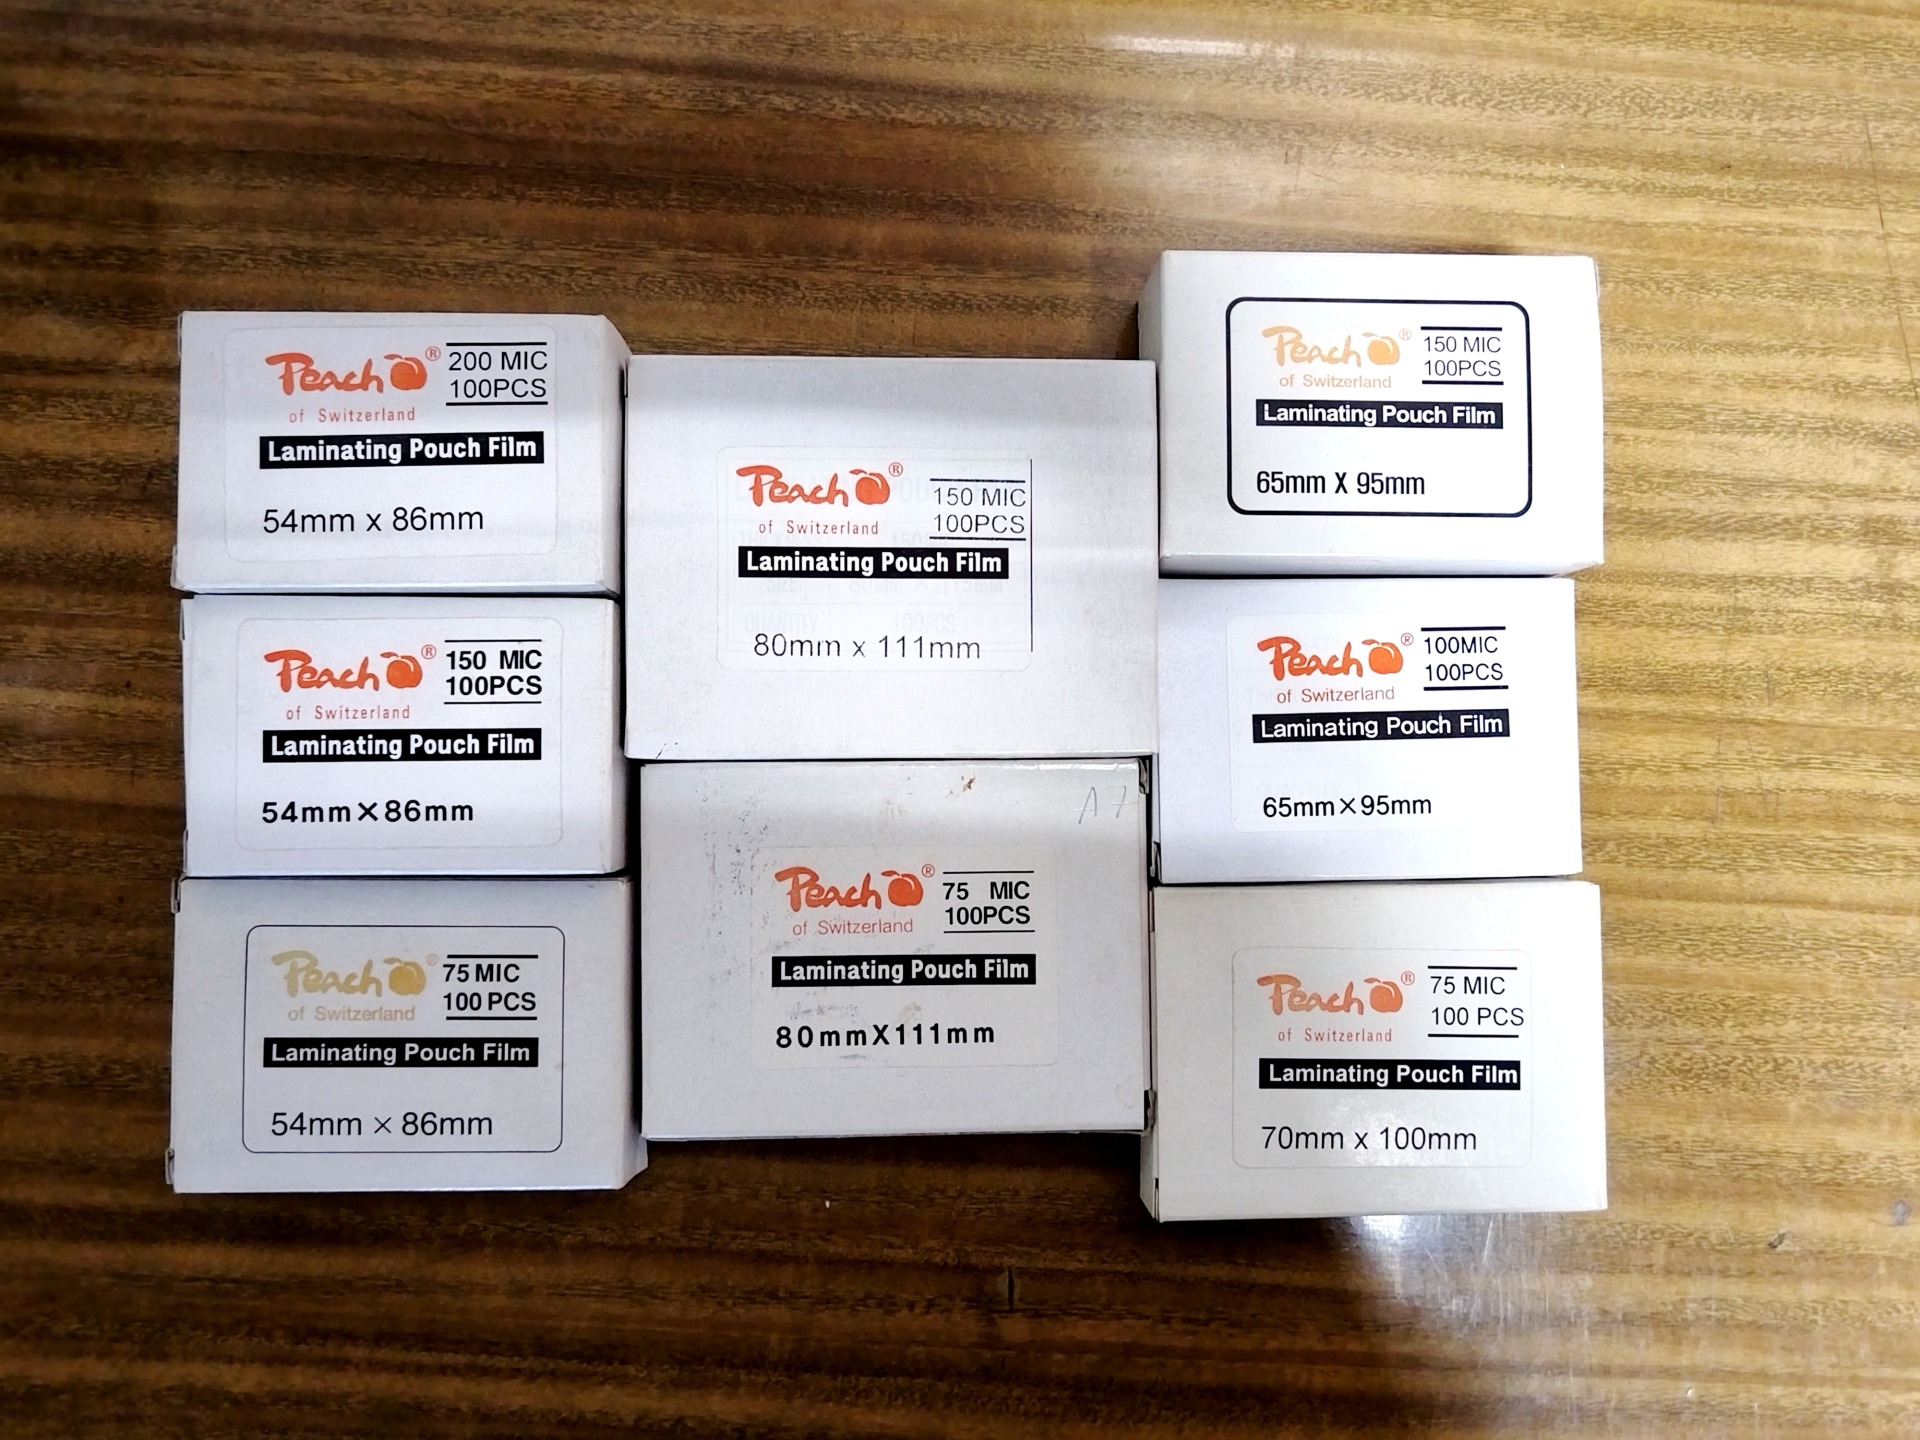 Peach®
of Switzerland
200 MIC
100PCS
Laminating Pouch Film
54mm x 86mm
Peach®
of Switzerland
150 MIC
100PCS
Laminating Pouch Film
54mm×86mm
Peach®
of Switzerland
75 MIC
100 PCS
Laminating Pouch Film
54mm × 86mm
Peach®
of Switzerland
150 MIC
100PCS
Laminating Pouch Film
80mm x 111mm
A7
Peach®
of Switzerland
75 MIC
100PCS
Laminating Pouch Film
80mmX111mm
Peach®
of Switzerland
150 MIC
100PCS
Laminating Pouch Film
65mm X 95mm
Peach®
of Switzerland
100MIC
100PCS
Laminating Pouch Film
65mm×95mm
Peach®
of Switzerland
75 MIC
100 PCS
Laminating Pouch Film
70mm x 100mm